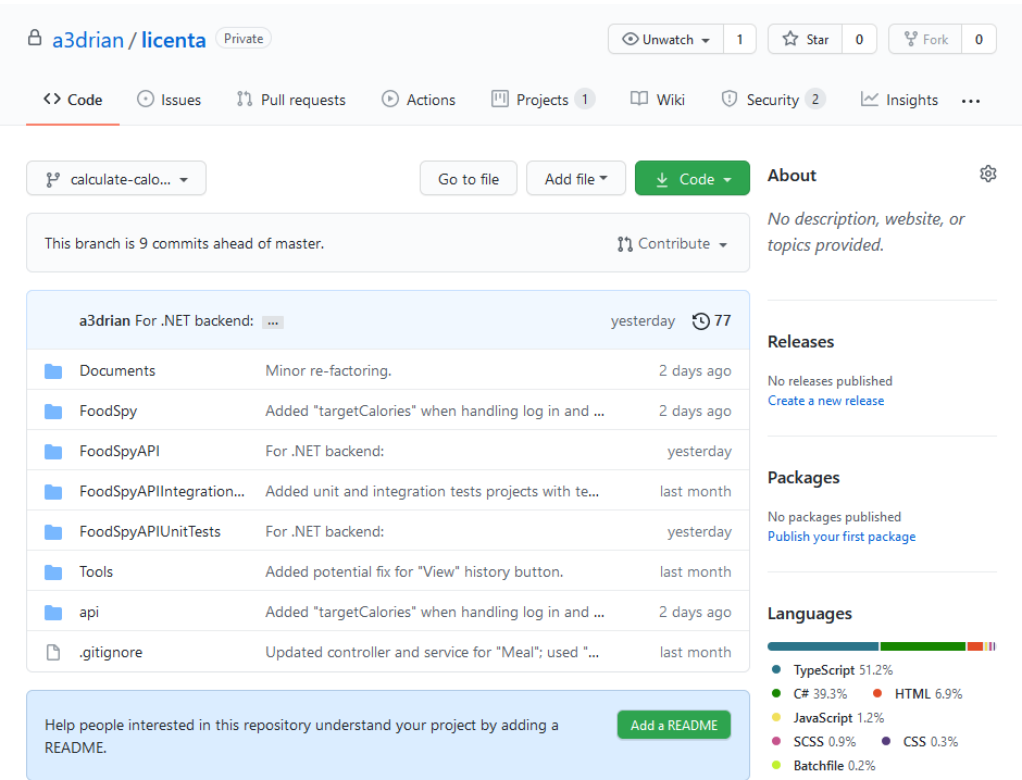 a3drian / licenta Private
Unwatch 1 Star 0 Fork 0
Code Issues Pull requests Actions Projects 1 Wiki Security 2 Insights ...
calculate-calo... Go to file Add file Code
This branch is 9 commits ahead of master. Contribute
a3drian For .NET backend: ... yesterday 77
Documents Minor re-factoring. 2 days ago
FoodSpy Added "targetCalories" when handling log in and ... 2 days ago
FoodSpyAPI For .NET backend: yesterday
FoodSpyAPIIntegration... Added unit and integration tests projects with te... last month
FoodSpyAPIUnitTests For .NET backend: yesterday
Tools Added potential fix for "View" history button. last month
api Added "targetCalories" when handling log in and ... 2 days ago
.gitignore Updated controller and service for "Meal"; used "... last month
Help people interested in this repository understand your project by adding a
README.
Add a README
About
No description, website, or
topics provided.
Releases
No releases published
Create a new release
Packages
No packages published
Publish your first package
Languages
TypeScript 51.2%
C# 39.3% HTML 6.9%
JavaScript 1.2%
SCSS 0.9% CSS 0.3%
Batchfile 0.2%